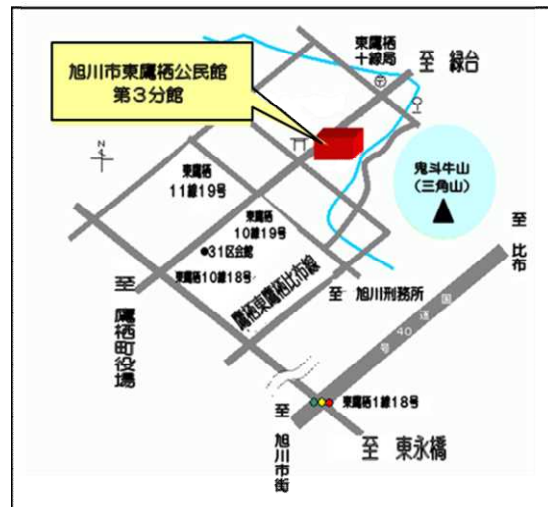 旭川市東鷹栖公民館
第3分館
東鷹栖
十線局
至 緑台
鬼斗牛山
(三角山)
N
東鷹栖
11線19号
東鷹栖
10線19号
●31区会館
東鷹栖10線18号
鷹栖東鷹栖比布線
至 比布
至 旭川刑務所
国道40号
至 鷹栖町役場
東鷹栖1線18号
至 旭川市街
至 東永橋